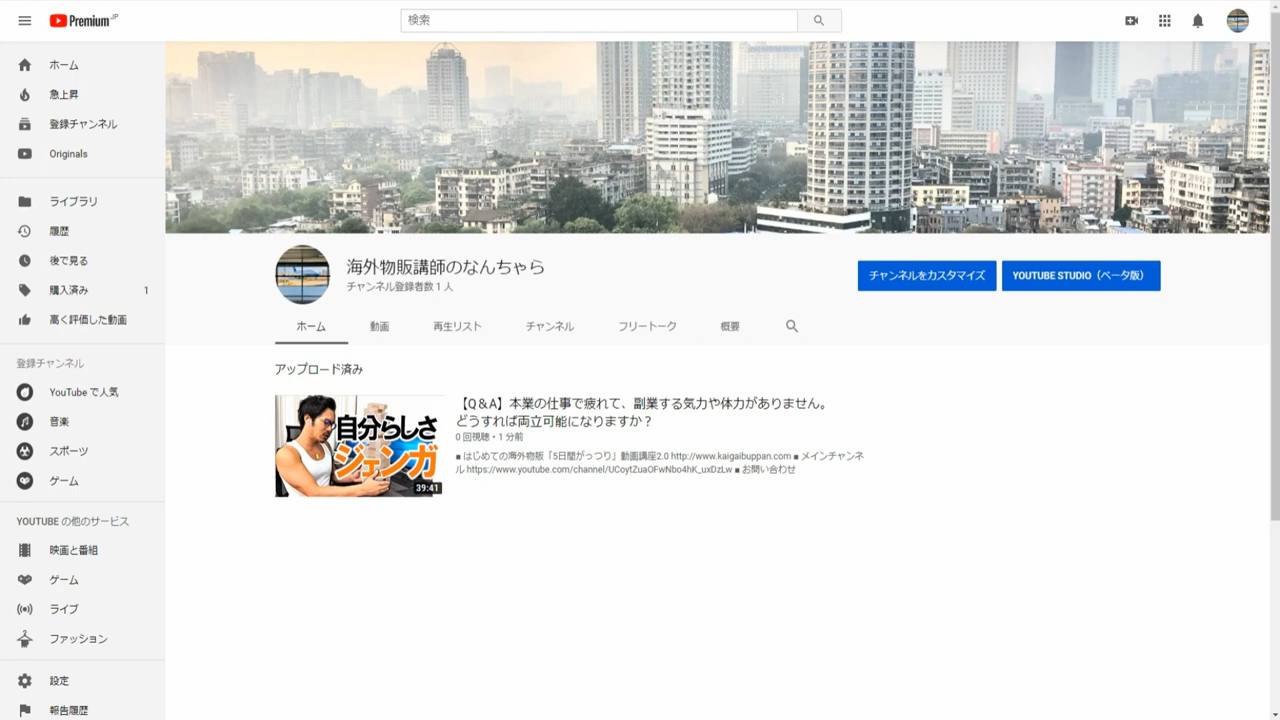 Premium JP
検索
ホーム
急上昇
登録チャンネル
Originals
ライブラリ
履歴
後で見る
購入済み 1
高く評価した動画
登録チャンネル
YouTube で人気
音楽
スポーツ
ゲーム
YOUTUBE の他のサービス
映画と番組
ゲーム
ライブ
ファッション
設定
報告履歴
海外物販講師のなんちゃら
チャンネル登録者数 1 人
チャンネルをカスタマイズ
YOUTUBE STUDIO（ベータ版）
ホーム 動画 再生リスト チャンネル フリートーク 概要
アップロード済み
自分らしさ
ジェンガ
39:41
【Q＆A】本業の仕事で疲れて、副業する気力や体力がありません。
どうすれば両立可能になりますか？
0 回視聴・1 分前
■ はじめての海外物販「5日間がっつり」動画講座2.0 http://www.kaigaibuppan.com ■ メインチャンネ
ル https://www.youtube.com/channel/UCoytZuaOFwNbo4hK_uxDzLw ■ お問い合わせ